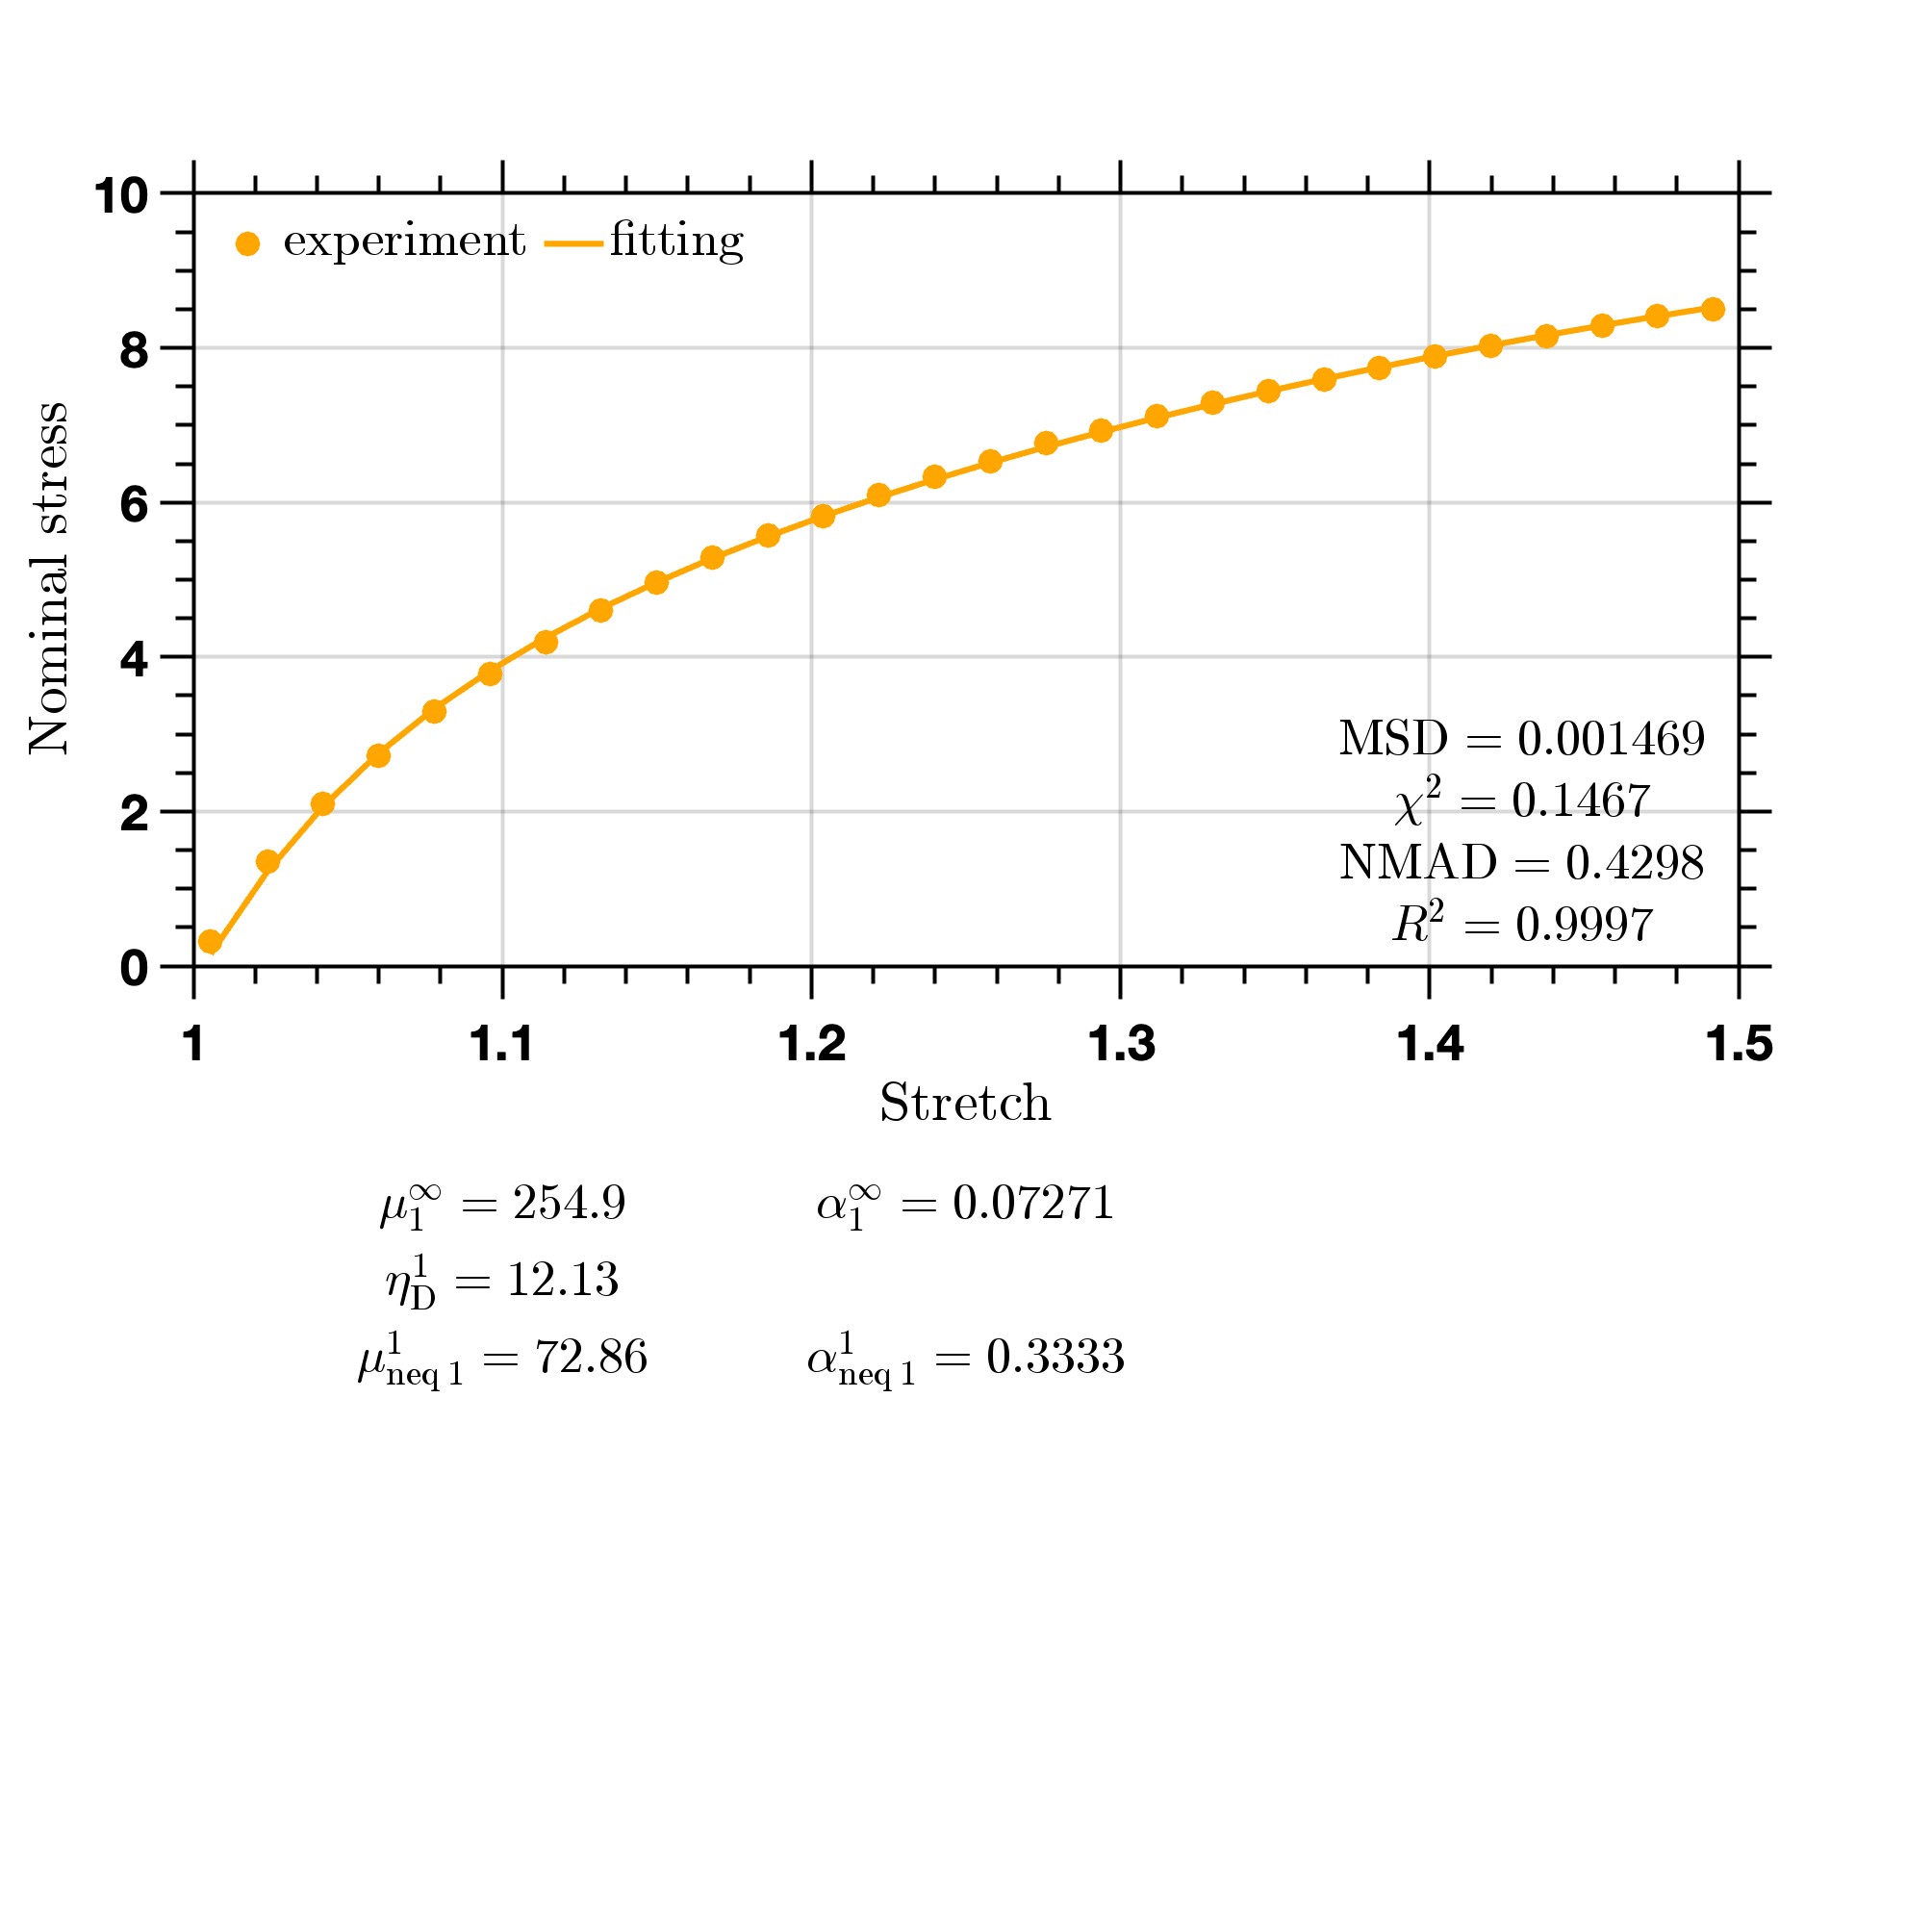 10
experiment fitting
8
6
4
2
0
Nominal stress
MSD = 0.001469
χ² = 0.1467
NMAD = 0.4298
R² = 0.9997
1 1.1 1.2 1.3 1.4 1.5
Stretch
μ₁^∞ = 254.9 α₁^∞ = 0.07271
η_D^1 = 12.13
μ_neq 1^1 = 72.86 α_neq 1^1 = 0.3333